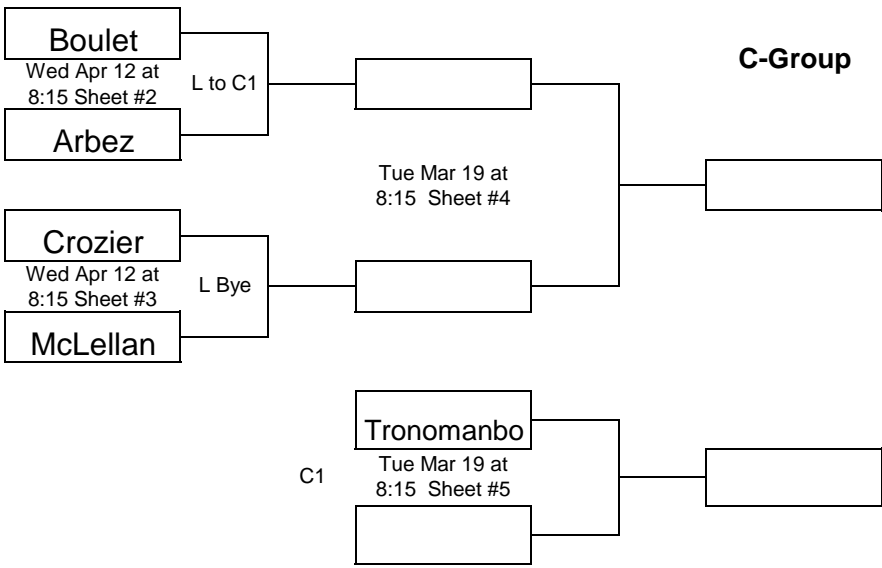 Boulet
Wed Apr 12 at
8:15 Sheet #2
L to C1
Arbez
C-Group
Tue Mar 19 at
8:15  Sheet #4
Crozier
Wed Apr 12 at
8:15 Sheet #3
L Bye
McLellan
Tronomanbo
C1
Tue Mar 19 at
8:15  Sheet #5